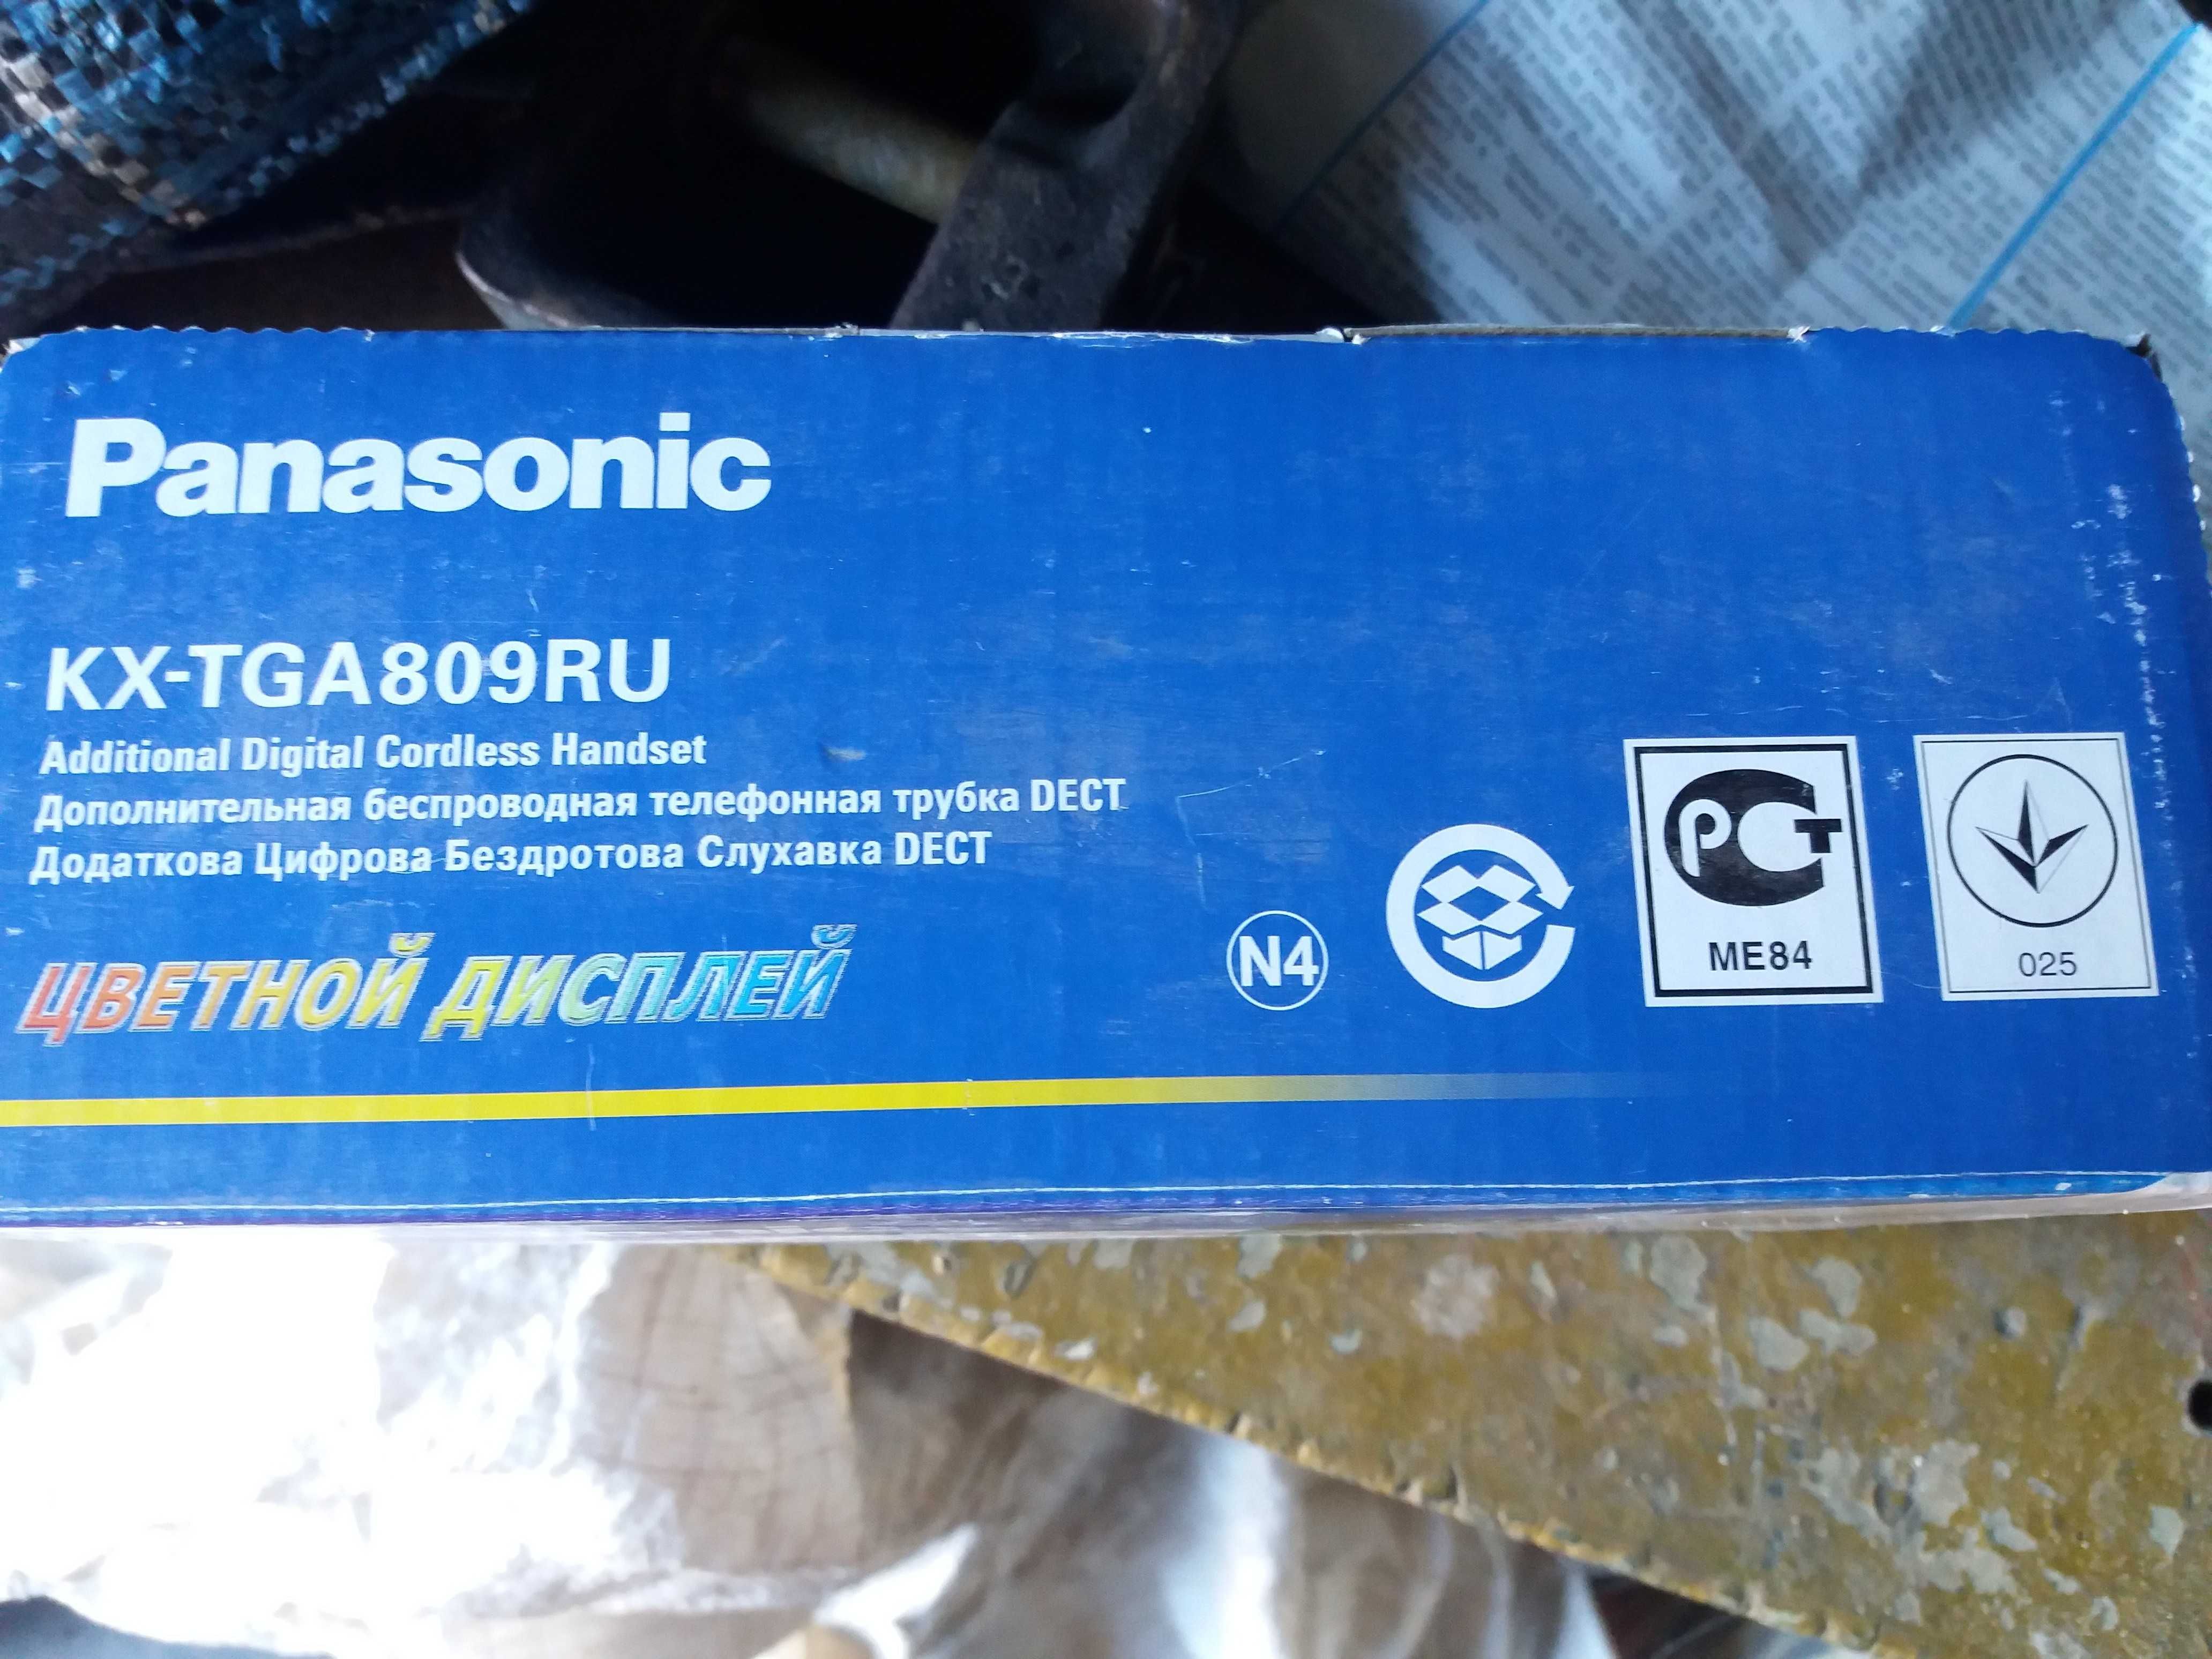 Panasonic
KX-TGA809RU
Additional Digital Cordless Handset
Дополнительная беспроводная телефонная трубка DECT
Додаткова Цифрова Бездротова Слухавка DECT
ЦВЕТНОЙ ДИСПЛЕЙ
N4
РСТ
ME84
025